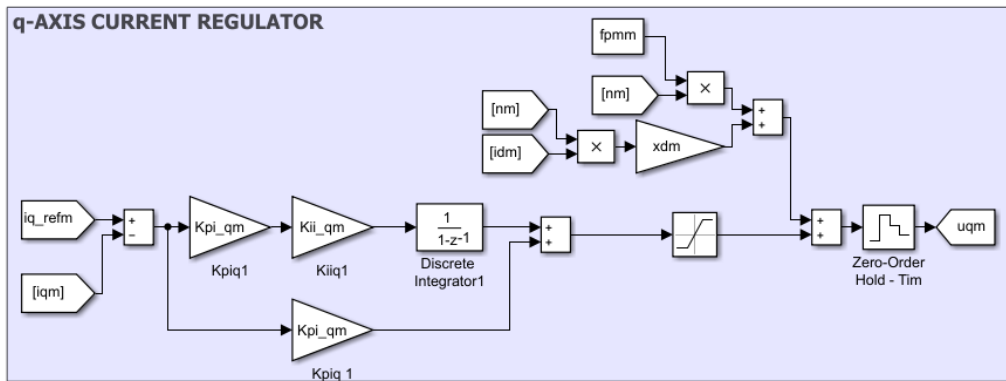 q-AXIS CURRENT REGULATOR
fpmm
[nm]
×
[nm]
[idm]
×
xdm
+
+
iq_refm
[iqm]
+
−
Kpi_qm
Kpiq1
Kii_qm
Kiiq1
1
1-z-1
Discrete
Integrator1
+
+
+
+
Zero-Order
Hold - Tim
uqm
Kpi_qm
Kpiq 1